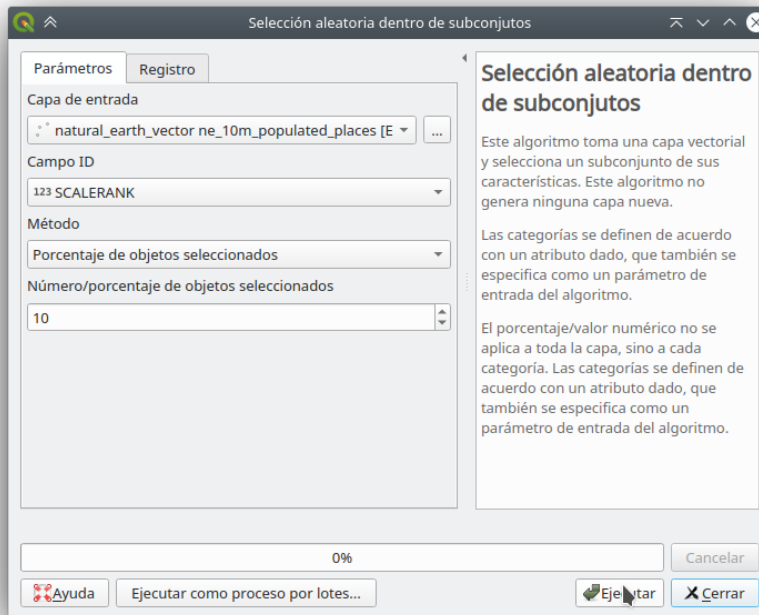 Selección aleatoria dentro de subconjutos
Parámetros
Registro
Capa de entrada
natural_earth_vector ne_10m_populated_places [E
...
Campo ID
123 SCALERANK
Método
Porcentaje de objetos seleccionados
Número/porcentaje de objetos seleccionados
10
Selección aleatoria dentro
de subconjutos
Este algoritmo toma una capa vectorial
y selecciona un subconjunto de sus
características. Este algoritmo no
genera ninguna capa nueva.
Las categorías se definen de acuerdo
con un atributo dado, que también se
especifica como un parámetro de
entrada del algoritmo.
El porcentaje/valor numérico no se
aplica a toda la capa, sino a cada
categoría. Las categorías se definen de
acuerdo con un atributo dado, que
también se especifica como un
parámetro de entrada del algoritmo.
0%
Cancelar
Ayuda
Ejecutar como proceso por lotes...
Ejecutar
Cerrar